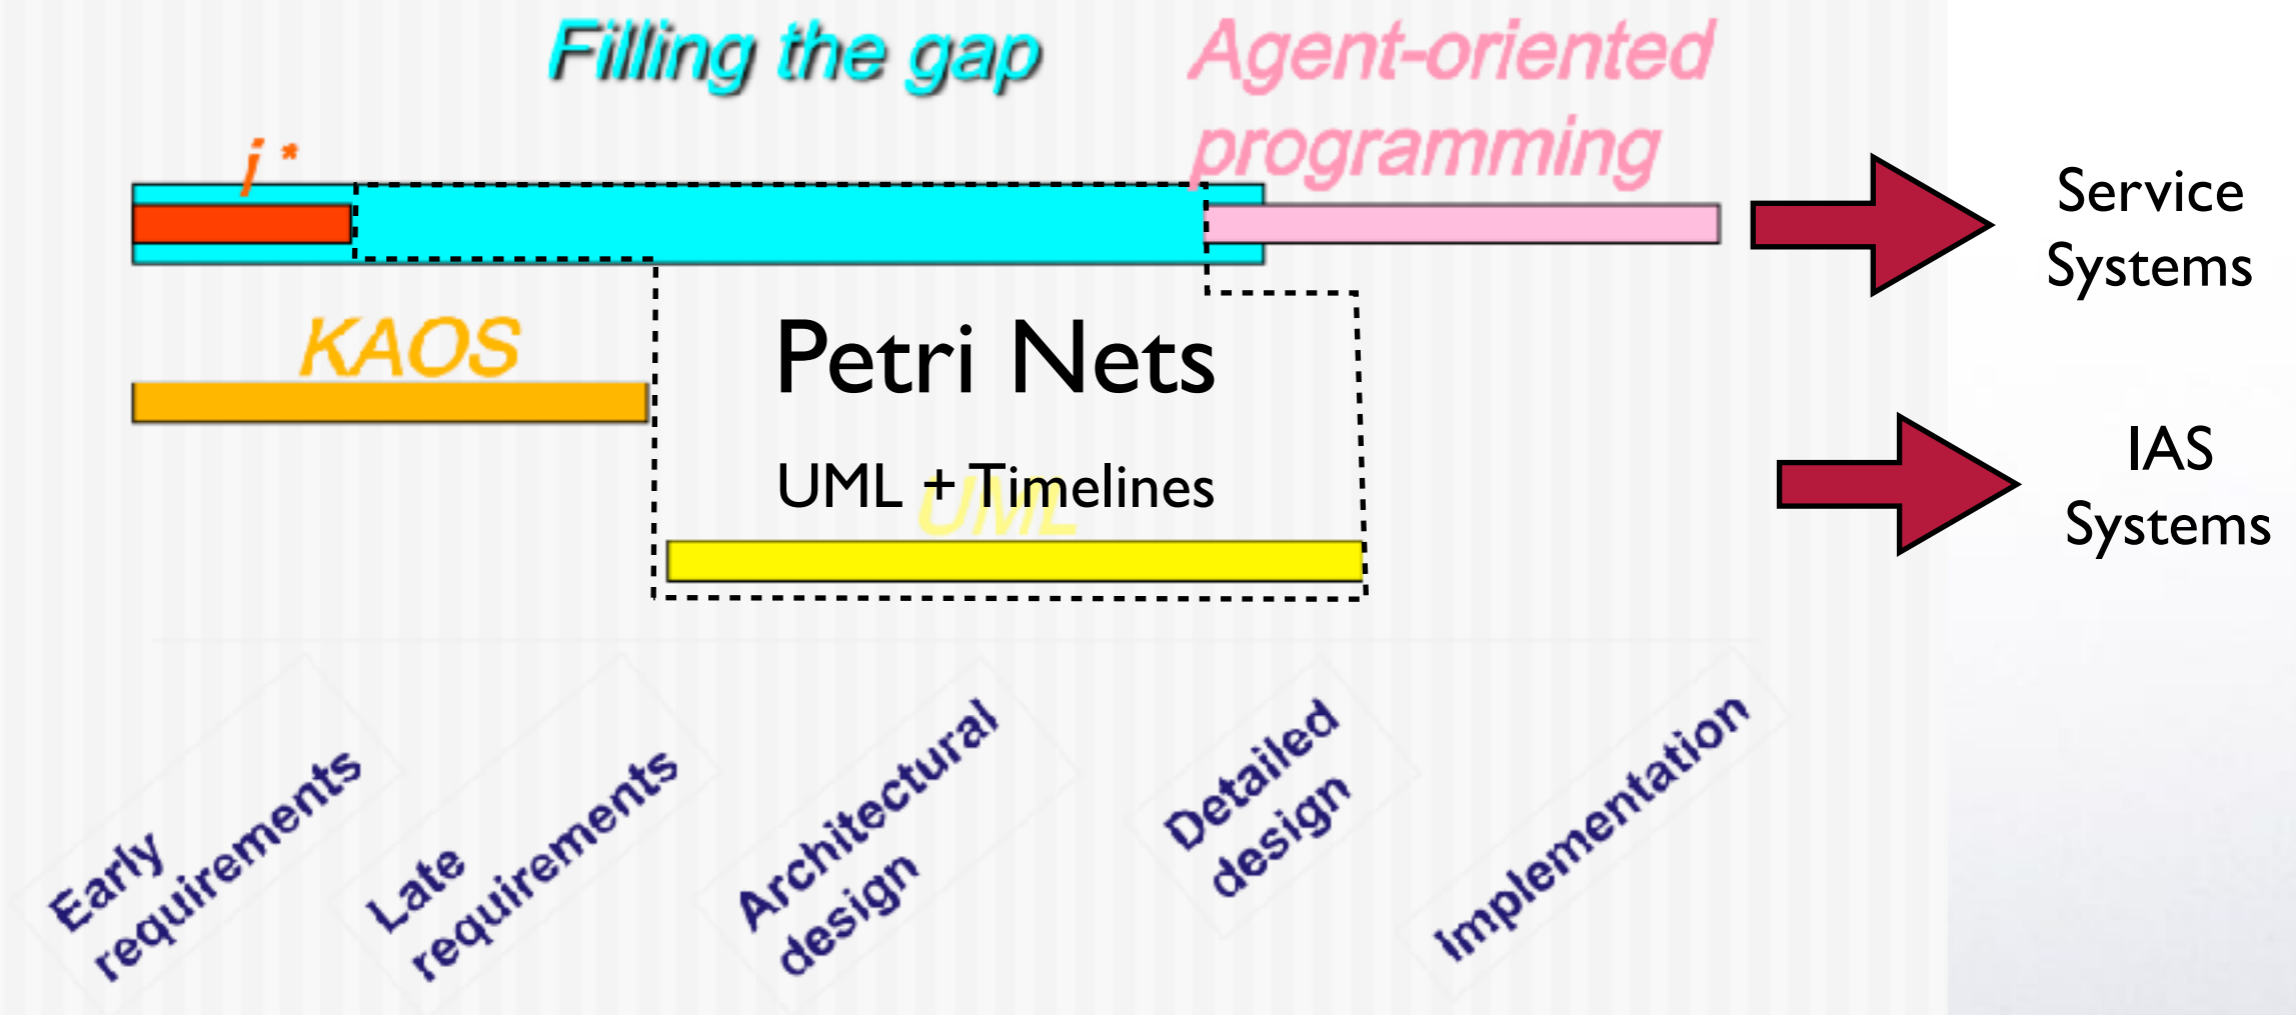 Filling the gap
Agent-oriented
programming
i *
Service
Systems
KAOS
Petri Nets
UML + Timelines
UML
IAS
Systems
Early
requirements
Late
requirements
Architectural
design
Detailed
design
Implementation